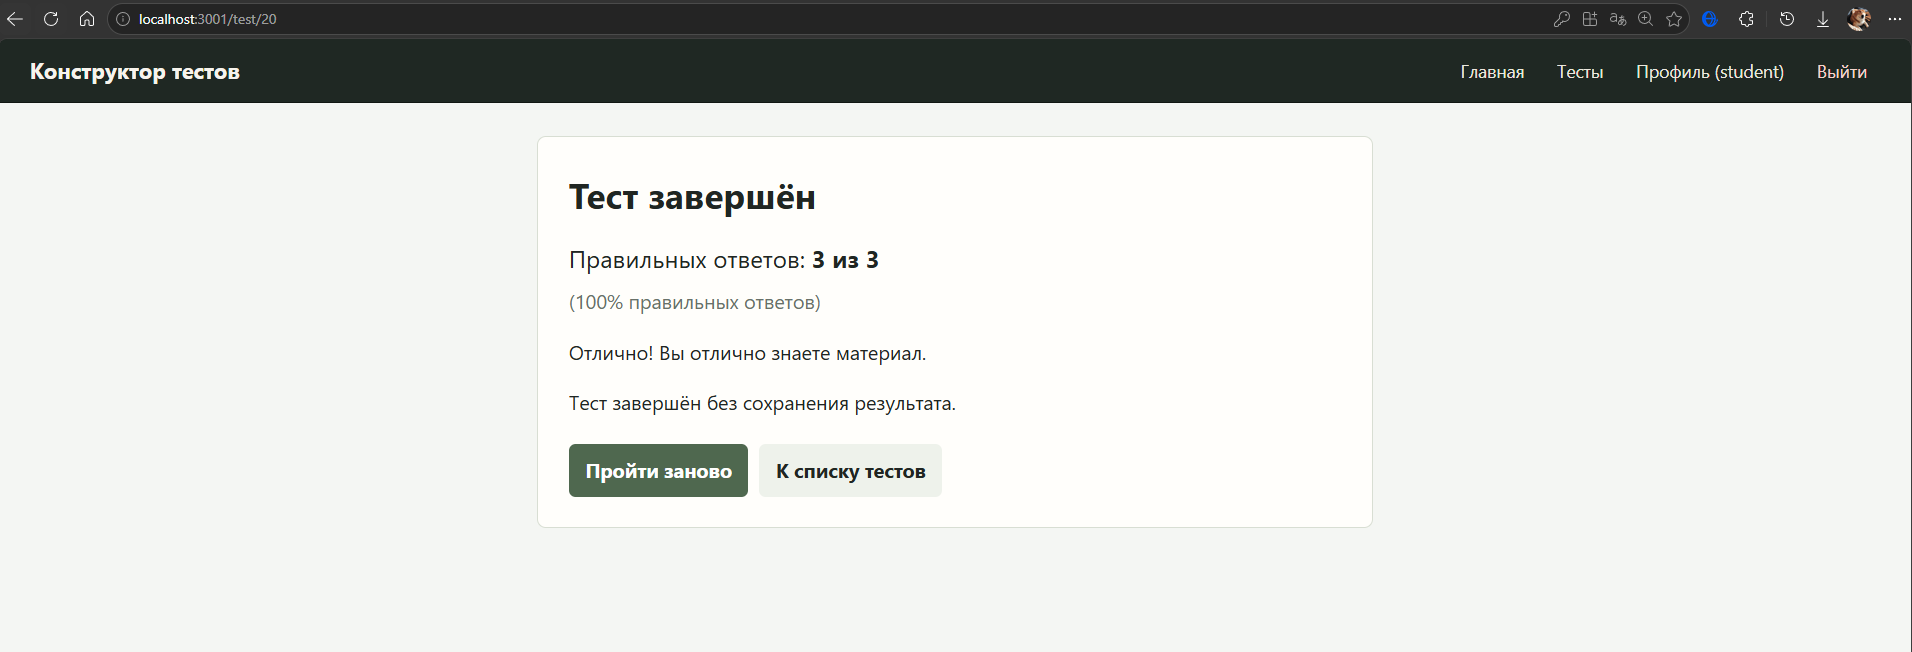 localhost:3001/test/20
Конструктор тестов
Главная Тесты Профиль (student) Выйти
Тест завершён
Правильных ответов: 3 из 3
(100% правильных ответов)
Отлично! Вы отлично знаете материал.
Тест завершён без сохранения результата.
Пройти заново К списку тестов